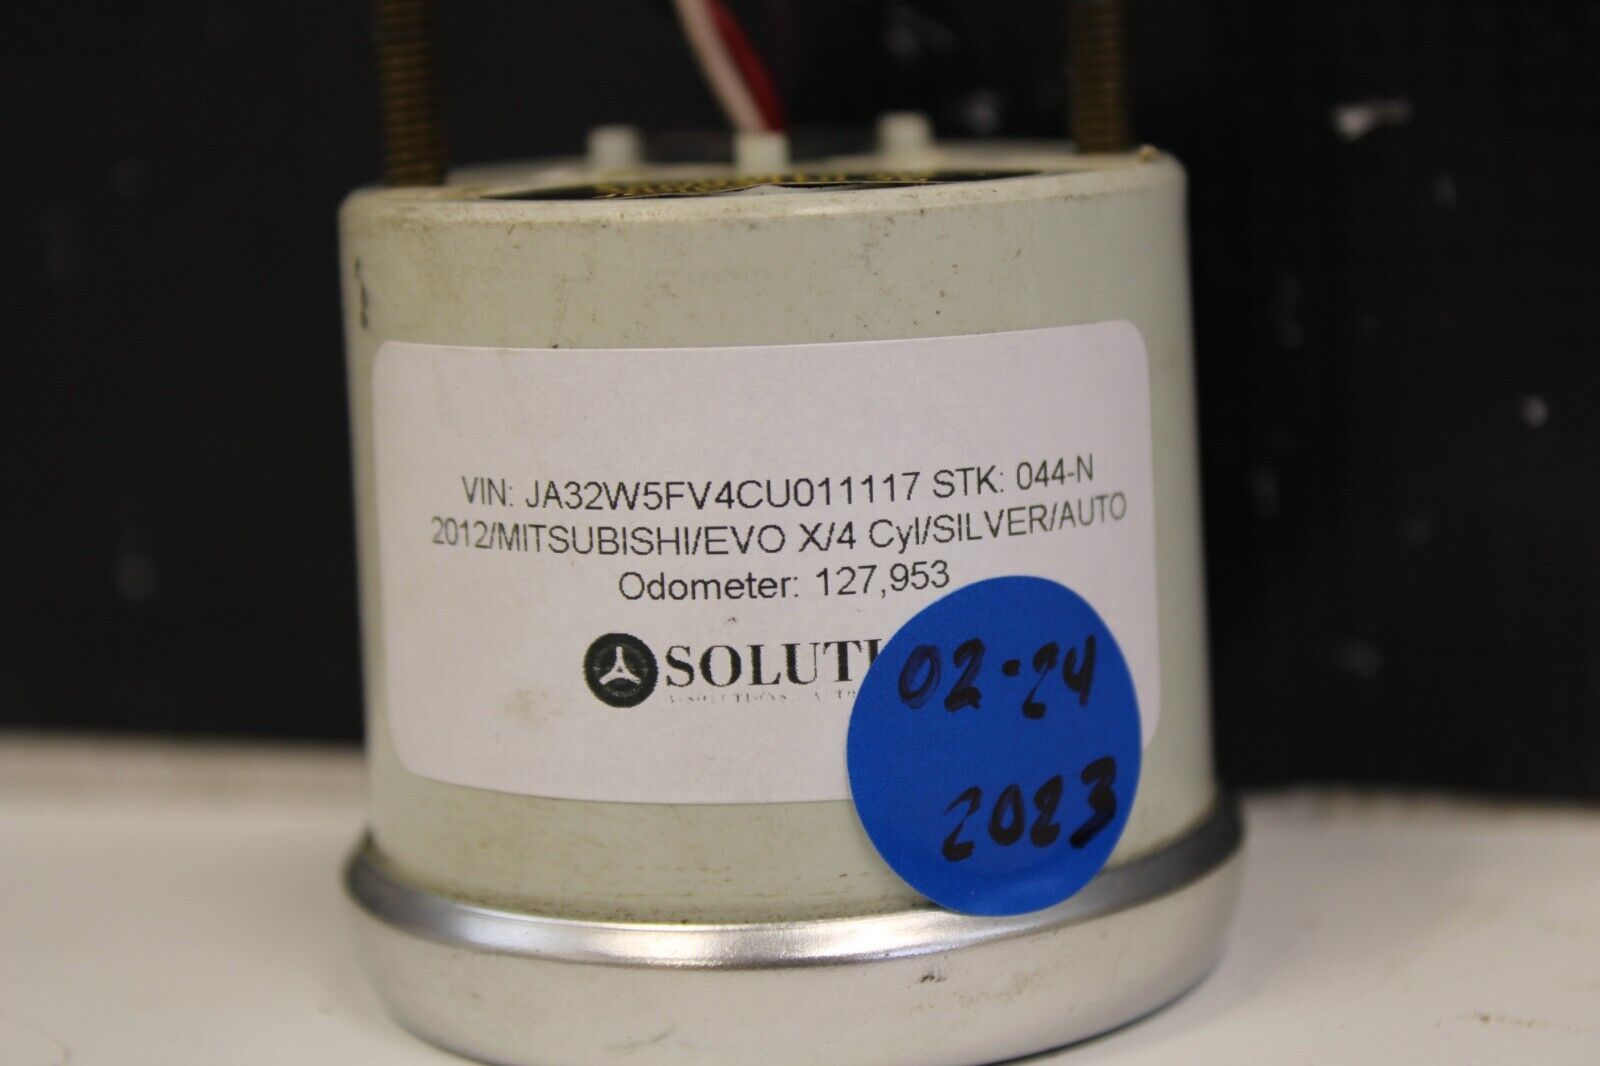 VIN: JA32W5FV4CU011117 STK: 044-N
2012/MITSUBISHI/EVO X/4 Cyl/SILVER/AUTO
Odometer: 127,953
SOLUTI
02-24
2023